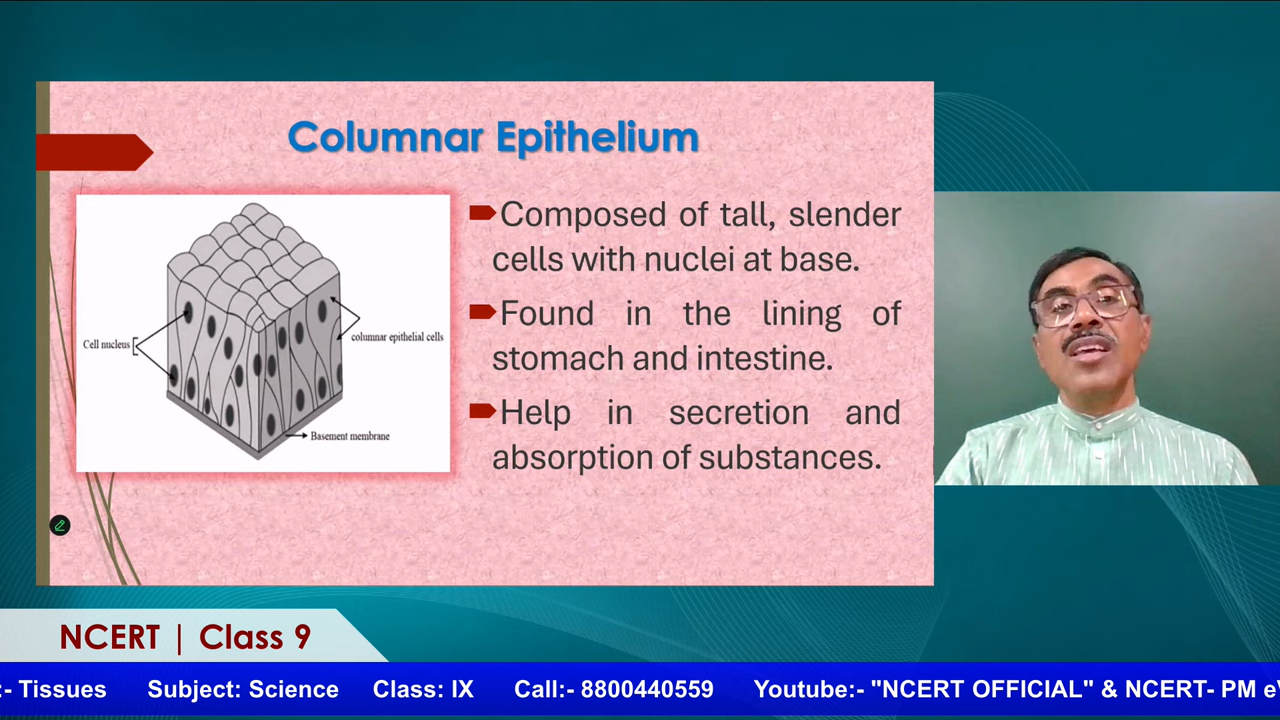 Columnar Epithelium
Composed of tall, slender
cells with nuclei at base.
Found in the lining of
stomach and intestine.
Help in secretion and
absorption of substances.
Cell nucleus
columnar epithelial cells
Basement membrane
NCERT | Class 9
:- Tissues Subject: Science Class: IX Call:- 8800440559 Youtube:- "NCERT OFFICIAL" & NCERT- PM eV